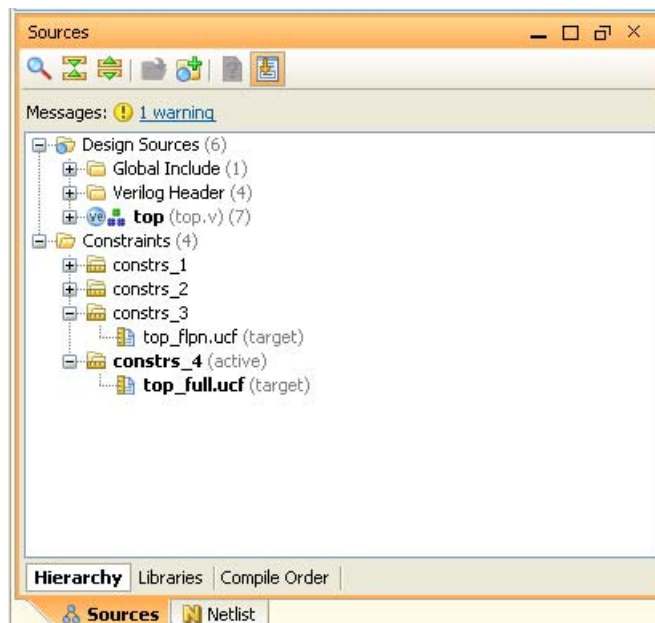 Sources
Messages: 1 warning
Design Sources (6)
Global Include (1)
Verilog Header (4)
ve top (top.v) (7)
Constraints (4)
constrs_1
constrs_2
constrs_3
top_flpn.ucf (target)
constrs_4 (active)
top_full.ucf (target)
Hierarchy Libraries Compile Order
Sources N Netlist